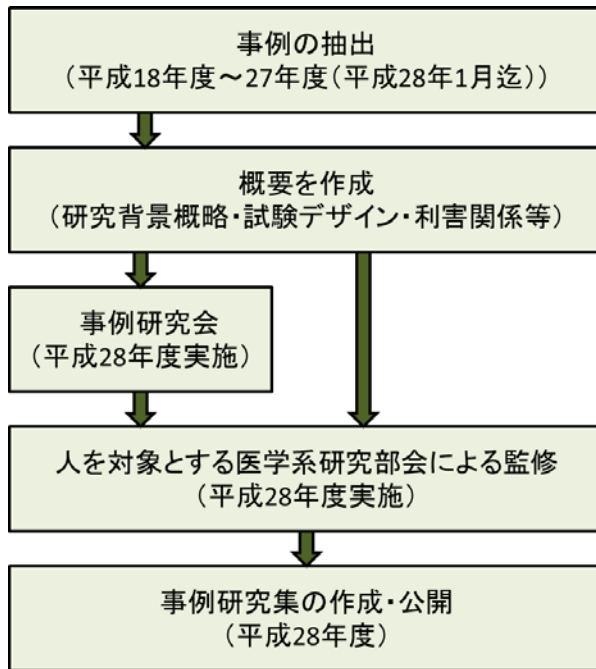 事例の抽出
（平成18年度～27年度（平成28年1月迄））
概要を作成
（研究背景概略・試験デザイン・利害関係等）
事例研究会
（平成28年度実施）
人を対象とする医学系研究部会による監修
（平成28年度実施）
事例研究集の作成・公開
（平成28年度）